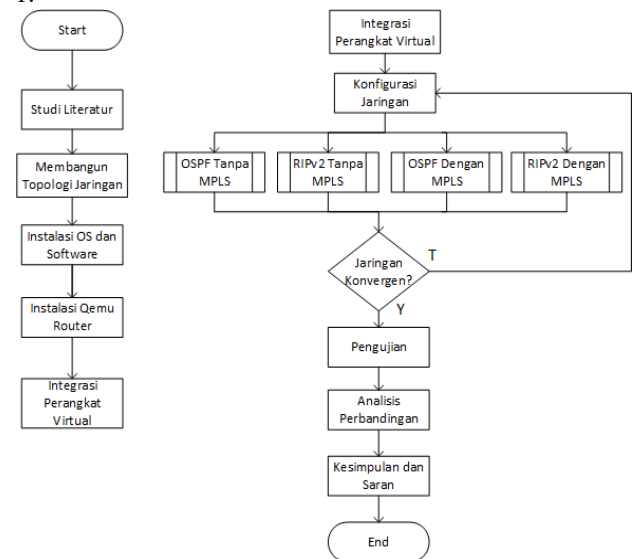 1.
Start
Studi Literatur
Membangun
Topologi Jaringan
Instalasi OS dan
Software
Instalasi Qemu
Router
Integrasi
Perangkat
Virtual
Integrasi
Perangkat Virtual
Konfigurasi
Jaringan
OSPF Tanpa
MPLS
RIPv2 Tanpa
MPLS
OSPF Dengan
MPLS
RIPv2 Dengan
MPLS
Jaringan
Konvergen?
T
Y
Pengujian
Analisis
Perbandingan
Kesimpulan dan
Saran
End